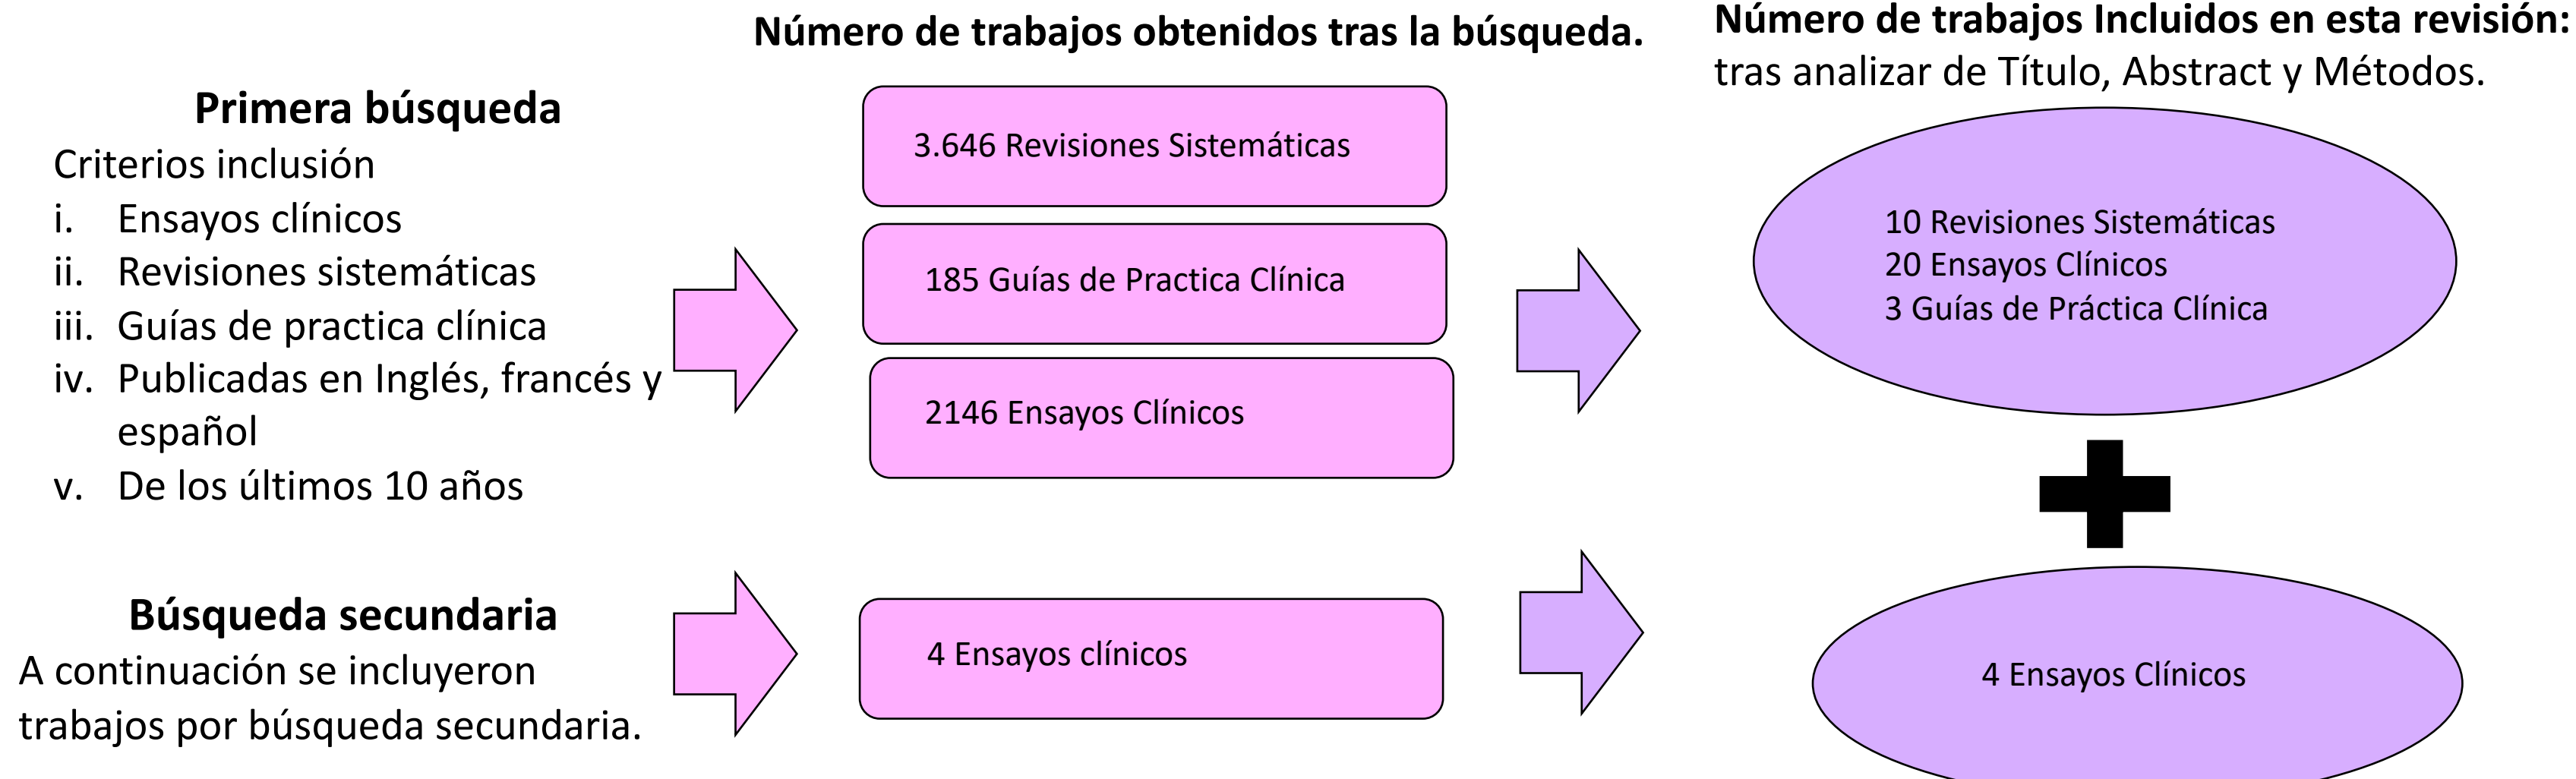 Primera búsqueda
Criterios inclusión
i. Ensayos clínicos
ii. Revisiones sistemáticas
iii. Guías de practica clínica
iv. Publicadas en Inglés, francés y
español
v. De los últimos 10 años
Búsqueda secundaria
A continuación se incluyeron
trabajos por búsqueda secundaria.
Número de trabajos obtenidos tras la búsqueda.
3.646 Revisiones Sistemáticas
185 Guías de Practica Clínica
2146 Ensayos Clínicos
4 Ensayos clínicos
Número de trabajos Incluidos en esta revisión:
tras analizar de Título, Abstract y Métodos.
10 Revisiones Sistemáticas
20 Ensayos Clínicos
3 Guías de Práctica Clínica
4 Ensayos Clínicos